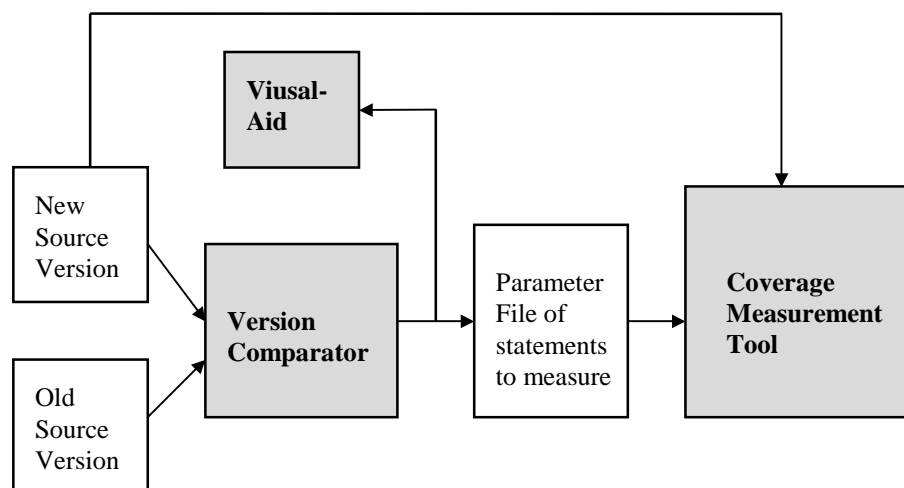 Viusal-
Aid
New
Source
Version
Version
Comparator
Parameter
File of
statements
to measure
Coverage
Measurement
Tool
Old
Source
Version